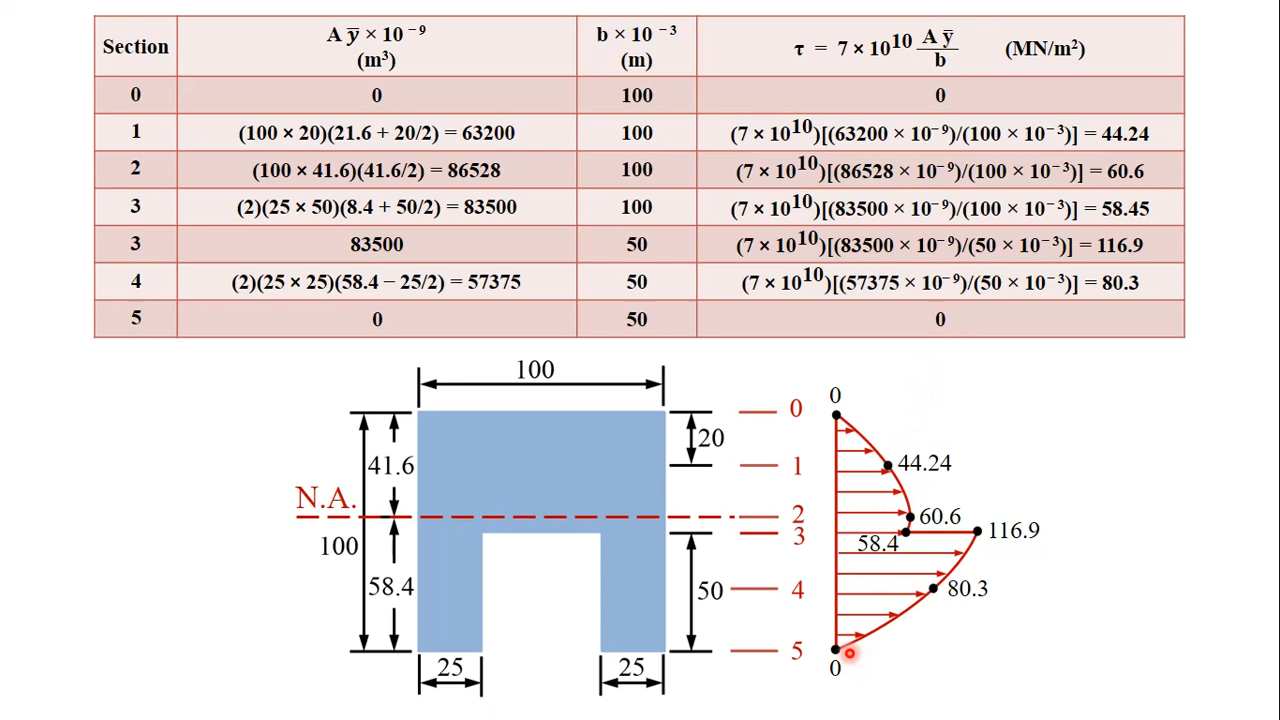 Section
A ȳ × 10 ⁻⁹
(m³)
b × 10 ⁻³
(m)
τ = 7 × 10¹⁰ A ȳ / b (MN/m²)
0 0 100 0
1 (100 × 20)(21.6 + 20/2) = 63200 100 (7 × 10¹⁰)[(63200 × 10⁻⁹)/(100 × 10⁻³)] = 44.24
2 (100 × 41.6)(41.6/2) = 86528 100 (7 × 10¹⁰)[(86528 × 10⁻⁹)/(100 × 10⁻³)] = 60.6
3 (2)(25 × 50)(8.4 + 50/2) = 83500 100 (7 × 10¹⁰)[(83500 × 10⁻⁹)/(100 × 10⁻³)] = 58.45
3 83500 50 (7 × 10¹⁰)[(83500 × 10⁻⁹)/(50 × 10⁻³)] = 116.9
4 (2)(25 × 25)(58.4 − 25/2) = 57375 50 (7 × 10¹⁰)[(57375 × 10⁻⁹)/(50 × 10⁻³)] = 80.3
5 0 50 0
100
41.6
N.A.
100
58.4
25
25
20
50
0
1
2
3
4
5
0
44.24
60.6
58.4
116.9
80.3
0